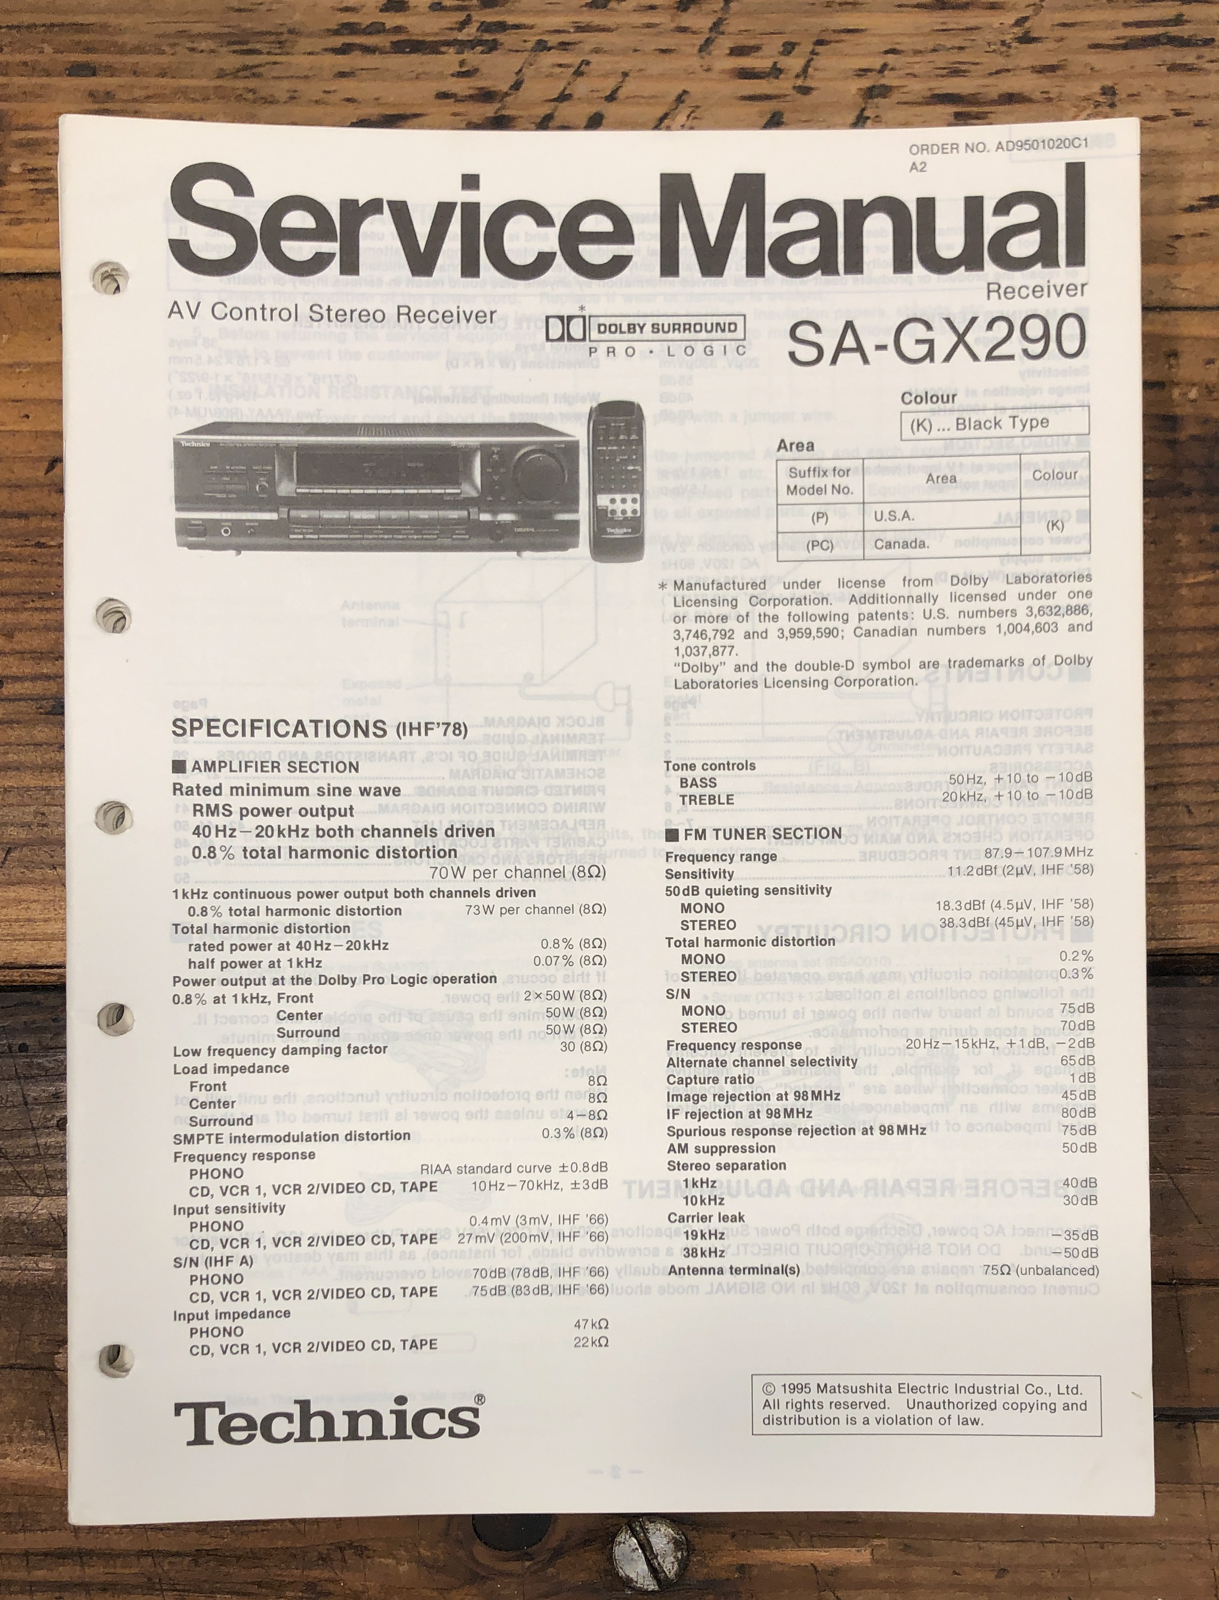 ORDER NO. AD9501020C1
A2
Service Manual
Receiver
AV Control Stereo Receiver
*
DOLBY SURROUND
PRO • LOGIC
SA-GX290
Colour
(K) ... Black Type
Area
Suffix for Model No. Area Colour
(P) U.S.A. (K)
(PC) Canada.
Technics
Technics
* Manufactured under license from Dolby Laboratories
Licensing Corporation. Additionnally licensed under one
or more of the following patents: U.S. numbers 3,632,886,
3,746,792 and 3,959,590; Canadian numbers 1,004,603 and
1,037,877.
“Dolby” and the double-D symbol are trademarks of Dolby
Laboratories Licensing Corporation.
SPECIFICATIONS (IHF'78)
■ AMPLIFIER SECTION
Rated minimum sine wave
RMS power output
40Hz−20kHz both channels driven
0.8% total harmonic distortion
70W per channel (8Ω)
1kHz continuous power output both channels driven
0.8% total harmonic distortion 73W per channel (8Ω)
Total harmonic distortion
rated power at 40Hz−20kHz 0.8% (8Ω)
half power at 1kHz 0.07% (8Ω)
Power output at the Dolby Pro Logic operation
0.8% at 1kHz, Front 2×50W (8Ω)
Center 50W (8Ω)
Surround 50W (8Ω)
Low frequency damping factor 30 (8Ω)
Load impedance
Front 8Ω
Center 8Ω
Surround 4−8Ω
SMPTE intermodulation distortion 0.3% (8Ω)
Frequency response
PHONO RIAA standard curve ±0.8dB
CD, VCR 1, VCR 2/VIDEO CD, TAPE 10Hz−70kHz, ±3dB
Input sensitivity
PHONO 0.4mV (3mV, IHF '66)
CD, VCR 1, VCR 2/VIDEO CD, TAPE 27mV (200mV, IHF '66)
S/N (IHF A)
PHONO 70dB (78dB, IHF '66)
CD, VCR 1, VCR 2/VIDEO CD, TAPE 75dB (83dB, IHF '66)
Input impedance
PHONO 47kΩ
CD, VCR 1, VCR 2/VIDEO CD, TAPE 22kΩ
Tone controls
BASS 50Hz, +10 to −10dB
TREBLE 20kHz, +10 to −10dB
■ FM TUNER SECTION
Frequency range 87.9−107.9MHz
Sensitivity 11.2dBf (2μV, IHF '58)
50dB quieting sensitivity
MONO 18.3dBf (4.5μV, IHF '58)
STEREO 38.3dBf (45μV, IHF '58)
Total harmonic distortion
MONO 0.2%
STEREO 0.3%
S/N
MONO 75dB
STEREO 70dB
Frequency response 20Hz−15kHz, +1dB, −2dB
Alternate channel selectivity 65dB
Capture ratio 1dB
Image rejection at 98MHz 45dB
IF rejection at 98MHz 80dB
Spurious response rejection at 98MHz 75dB
AM suppression 50dB
Stereo separation
1kHz 40dB
10kHz 30dB
Carrier leak
19kHz −35dB
38kHz −50dB
Antenna terminal(s) 75Ω (unbalanced)
Technics®
© 1995 Matsushita Electric Industrial Co., Ltd.
All rights reserved. Unauthorized copying and
distribution is a violation of law.